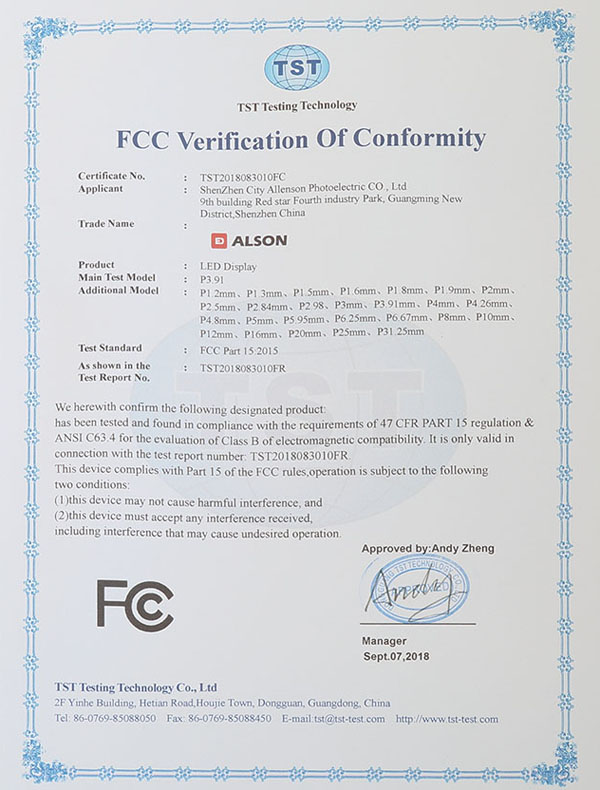 TST
TST Testing Technology
FCC Verification Of Conformity
Certificate No. : TST2018083010FC
Applicant : ShenZhen City Allenson Photoelectric CO., Ltd
9th building Red star Fourth industry Park, Guangming New
District,Shenzhen China
Trade Name :
ALSON
Product : LED Display
Main Test Model : P3.91
Additional Model : P1.2mm、P1.3mm、P1.5mm、P1.6mm、P1.8mm、P1.9mm、P2mm、
P2.5mm、P2.84mm、P2.98、P3mm、P3.91mm、P4mm、P4.26mm、
P4.8mm、P5mm、P5.95mm、P6.25mm、P6.67mm、P8mm、P10mm、
P12mm、P16mm、P20mm、P25mm、P31.25mm
Test Standard : FCC Part 15:2015
As shown in the
Test Report No. : TST2018083010FR
We herewith confirm the following designated product:
has been tested and found in compliance with the requirements of 47 CFR PART 15 regulation &
ANSI C63.4 for the evaluation of Class B of electromagnetic compatibility. It is only valid in
connection with the test report number: TST2018083010FR.
This device complies with Part 15 of the FCC rules,operation is subject to the following
two conditions:
(1)this device may not cause harmful interference, and
(2)this device must accept any interference received,
including interference that may cause undesired operation.
Approved by:Andy Zheng
Andy
FCC
Manager
Sept.07,2018
TST Testing Technology Co., Ltd
2F Yinhe Building, Hetian Road,Houjie Town, Dongguan, Guangdong, China
Tel: 86-0769-85088050 Fax: 86-0769-85088450 E-mail:tst@tst-test.com http://www.tst-test.com